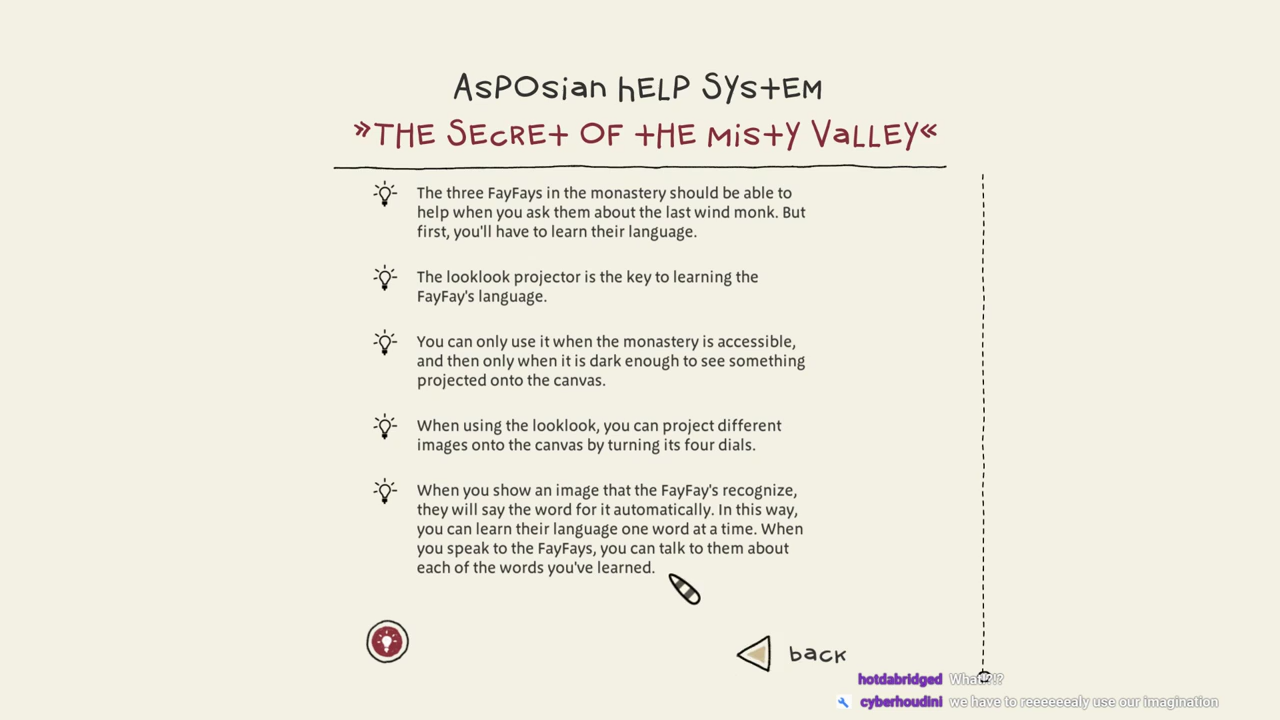 AsPOsian hELP SYstEM
»THE SEcREt OF tHE MistY VaLLEY«
The three FayFays in the monastery should be able to
help when you ask them about the last wind monk. But
first, you'll have to learn their language.
The looklook projector is the key to learning the
FayFay's language.
You can only use it when the monastery is accessible,
and then only when it is dark enough to see something
projected onto the canvas.
When using the looklook, you can project different
images onto the canvas by turning its four dials.
When you show an image that the FayFay's recognize,
they will say the word for it automatically. In this way,
you can learn their language one word at a time. When
you speak to the FayFays, you can talk to them about
each of the words you've learned.
back
hotdabridged What?!?
cyberhoudini we have to reeeeeealy use our imagination